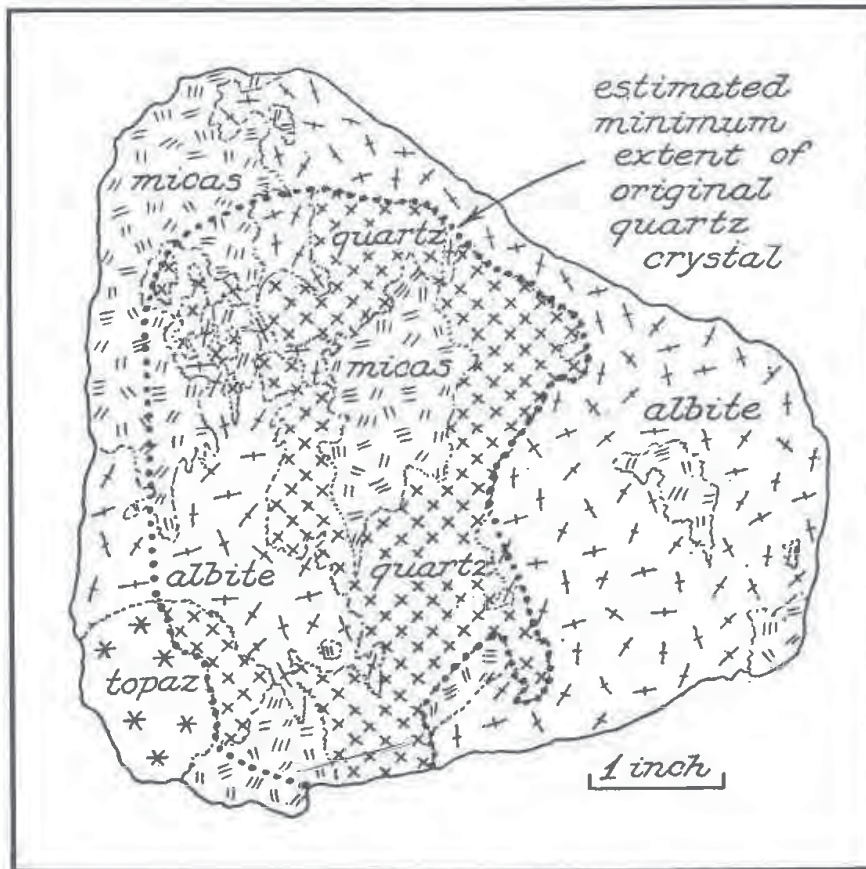 estimated
minimum
extent of
original
quartz
crystal
micas
quartz
micas
albite
albite
quartz
topaz
1 inch